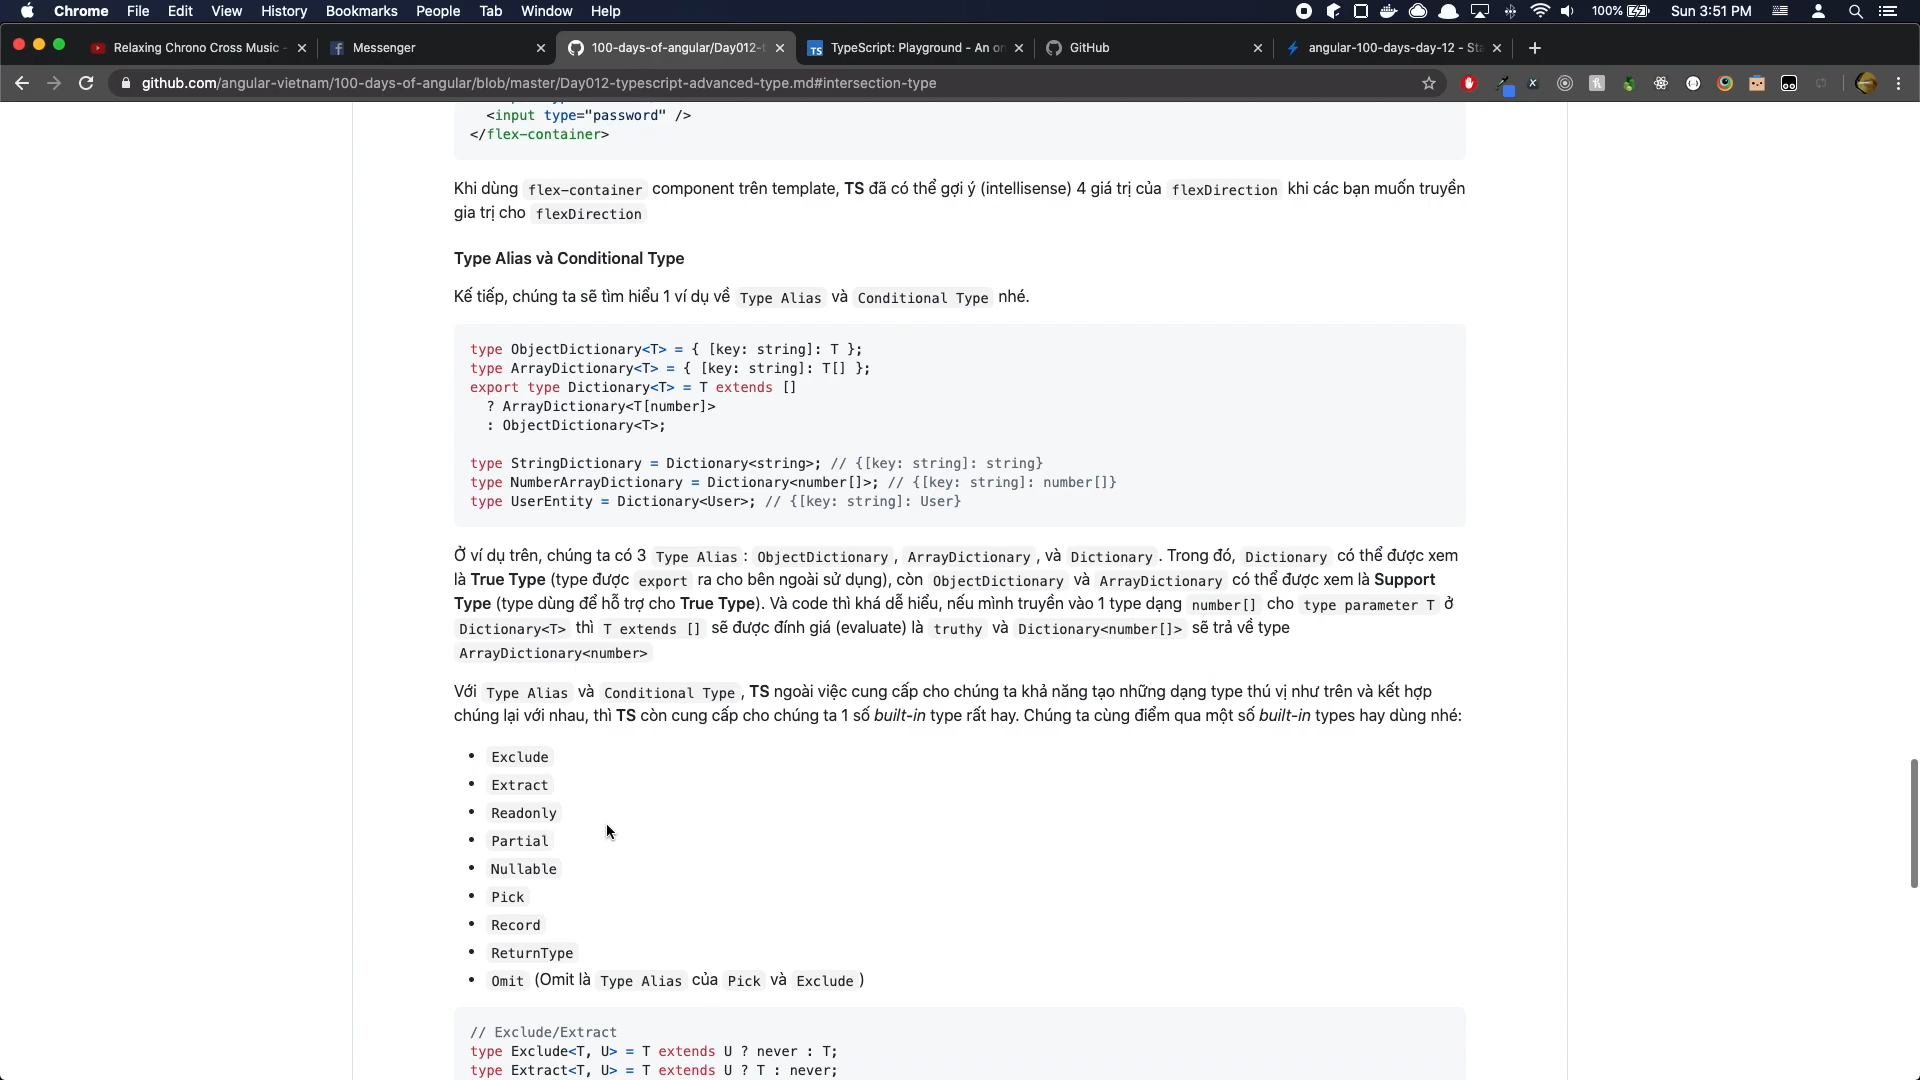 Chrome File Edit View History Bookmarks People Tab Window Help 100% Sun 3:51 PM
Relaxing Chrono Cross Music - Messenger 100-days-of-angular/Day012-t TypeScript: Playground - An on GitHub angular-100-days-day-12 - Sta
github.com/angular-vietnam/100-days-of-angular/blob/master/Day012-typescript-advanced-type.md#intersection-type
<input type="password" />
</flex-container>
Khi dùng flex-container component trên template, TS đã có thể gợi ý (intellisense) 4 giá trị của flexDirection khi các bạn muốn truyền
gia trị cho flexDirection
Type Alias và Conditional Type
Kế tiếp, chúng ta sẽ tìm hiểu 1 ví dụ về Type Alias và Conditional Type nhé.
type ObjectDictionary<T> = { [key: string]: T };
type ArrayDictionary<T> = { [key: string]: T[] };
export type Dictionary<T> = T extends []
? ArrayDictionary<T[number]>
: ObjectDictionary<T>;
type StringDictionary = Dictionary<string>; // {[key: string]: string}
type NumberArrayDictionary = Dictionary<number[]>; // {[key: string]: number[]}
type UserEntity = Dictionary<User>; // {[key: string]: User}
Ở ví dụ trên, chúng ta có 3 Type Alias: ObjectDictionary, ArrayDictionary, và Dictionary. Trong đó, Dictionary có thể được xem
là True Type (type được export ra cho bên ngoài sử dụng), còn ObjectDictionary và ArrayDictionary có thể được xem là Support
Type (type dùng để hỗ trợ cho True Type). Và code thì khá dễ hiểu, nếu mình truyền vào 1 type dạng number[] cho type parameter T ở
Dictionary<T> thì T extends [] sẽ được đính giá (evaluate) là truthy và Dictionary<number[]> sẽ trả về type
ArrayDictionary<number>
Với Type Alias và Conditional Type, TS ngoài việc cung cấp cho chúng ta khả năng tạo những dạng type thú vị như trên và kết hợp
chúng lại với nhau, thì TS còn cung cấp cho chúng ta 1 số built-in type rất hay. Chúng ta cùng điểm qua một số built-in types hay dùng nhé:
• Exclude
• Extract
• Readonly
• Partial
• Nullable
• Pick
• Record
• ReturnType
• Omit (Omit là Type Alias của Pick và Exclude)
// Exclude/Extract
type Exclude<T, U> = T extends U ? never : T;
type Extract<T, U> = T extends U ? T : never;